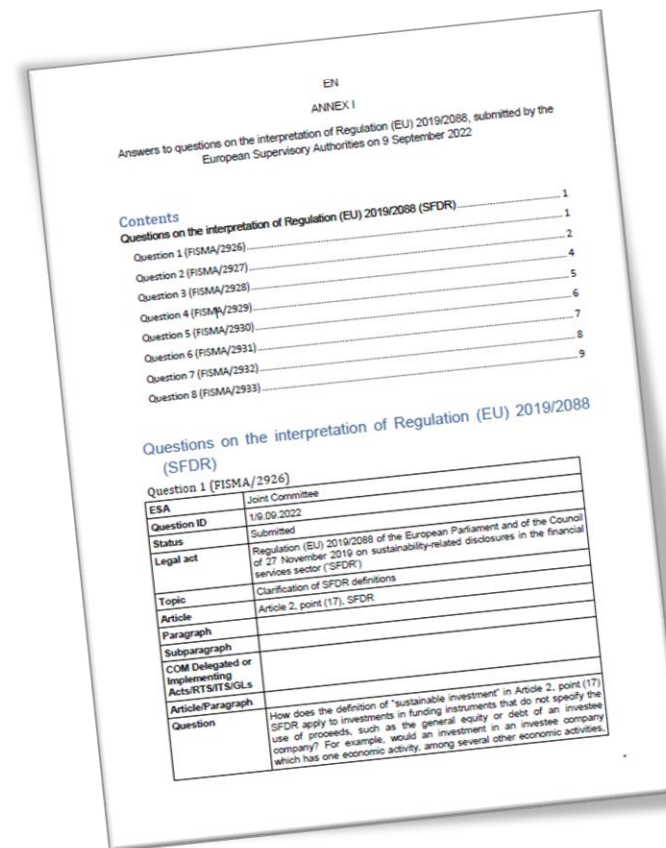 EN
ANNEX I
Answers to questions on the interpretation of Regulation (EU) 2019/2088, submitted by the
European Supervisory Authorities on 9 September 2022
Contents
Questions on the interpretation of Regulation (EU) 2019/2088 (SFDR) 1
Question 1 (FISMA/2926) 1
Question 2 (FISMA/2927) 2
Question 3 (FISMA/2928) 4
Question 4 (FISMA/2929) 5
Question 5 (FISMA/2930) 6
Question 6 (FISMA/2931) 7
Question 7 (FISMA/2932) 8
Question 8 (FISMA/2933) 9
Questions on the interpretation of Regulation (EU) 2019/2088
(SFDR)
Question 1 (FISMA/2926)
ESA Joint Committee
Question ID 1/9.09.2022
Status Submitted
Legal act Regulation (EU) 2019/2088 of the European Parliament and of the Council
of 27 November 2019 on sustainability-related disclosures in the financial
services sector ('SFDR')
Topic Clarification of SFDR definitions
Article Article 2, point (17), SFDR
Paragraph
Subparagraph
COM Delegated or
Implementing
Acts/RTS/ITS/GLs
Article/Paragraph
Question How does the definition of "sustainable investment" in Article 2, point (17)
SFDR apply to investments in funding instruments that do not specify the
use of proceeds, such as the general equity or debt of an investee
company? For example, would an investment in an investee company
which has one economic activity, among several other economic activities,